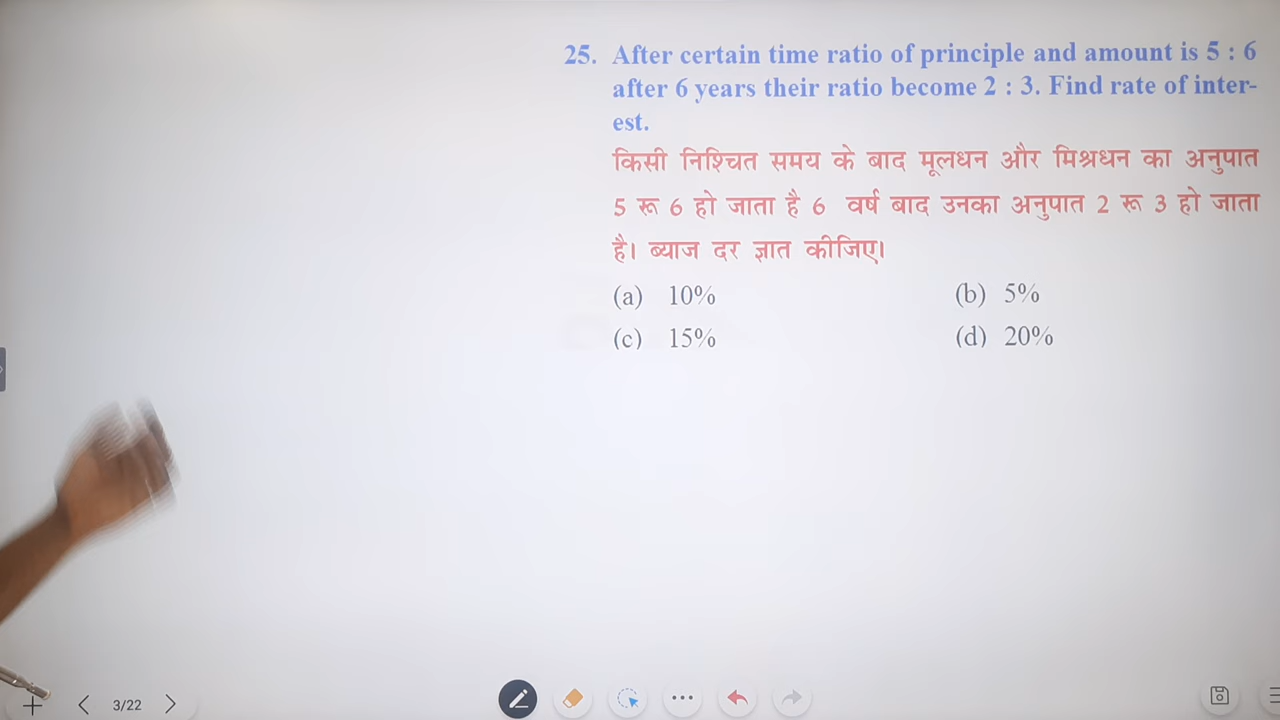 25. After certain time ratio of principle and amount is 5 : 6
after 6 years their ratio become 2 : 3. Find rate of inter-
est.
किसी निश्चित समय के बाद मूलधन और मिश्रधन का अनुपात
5 रू 6 हो जाता है 6 वर्ष बाद उनका अनुपात 2 रू 3 हो जाता
है। ब्याज दर ज्ञात कीजिए।
(a) 10% (b) 5%
(c) 15% (d) 20%
3/22